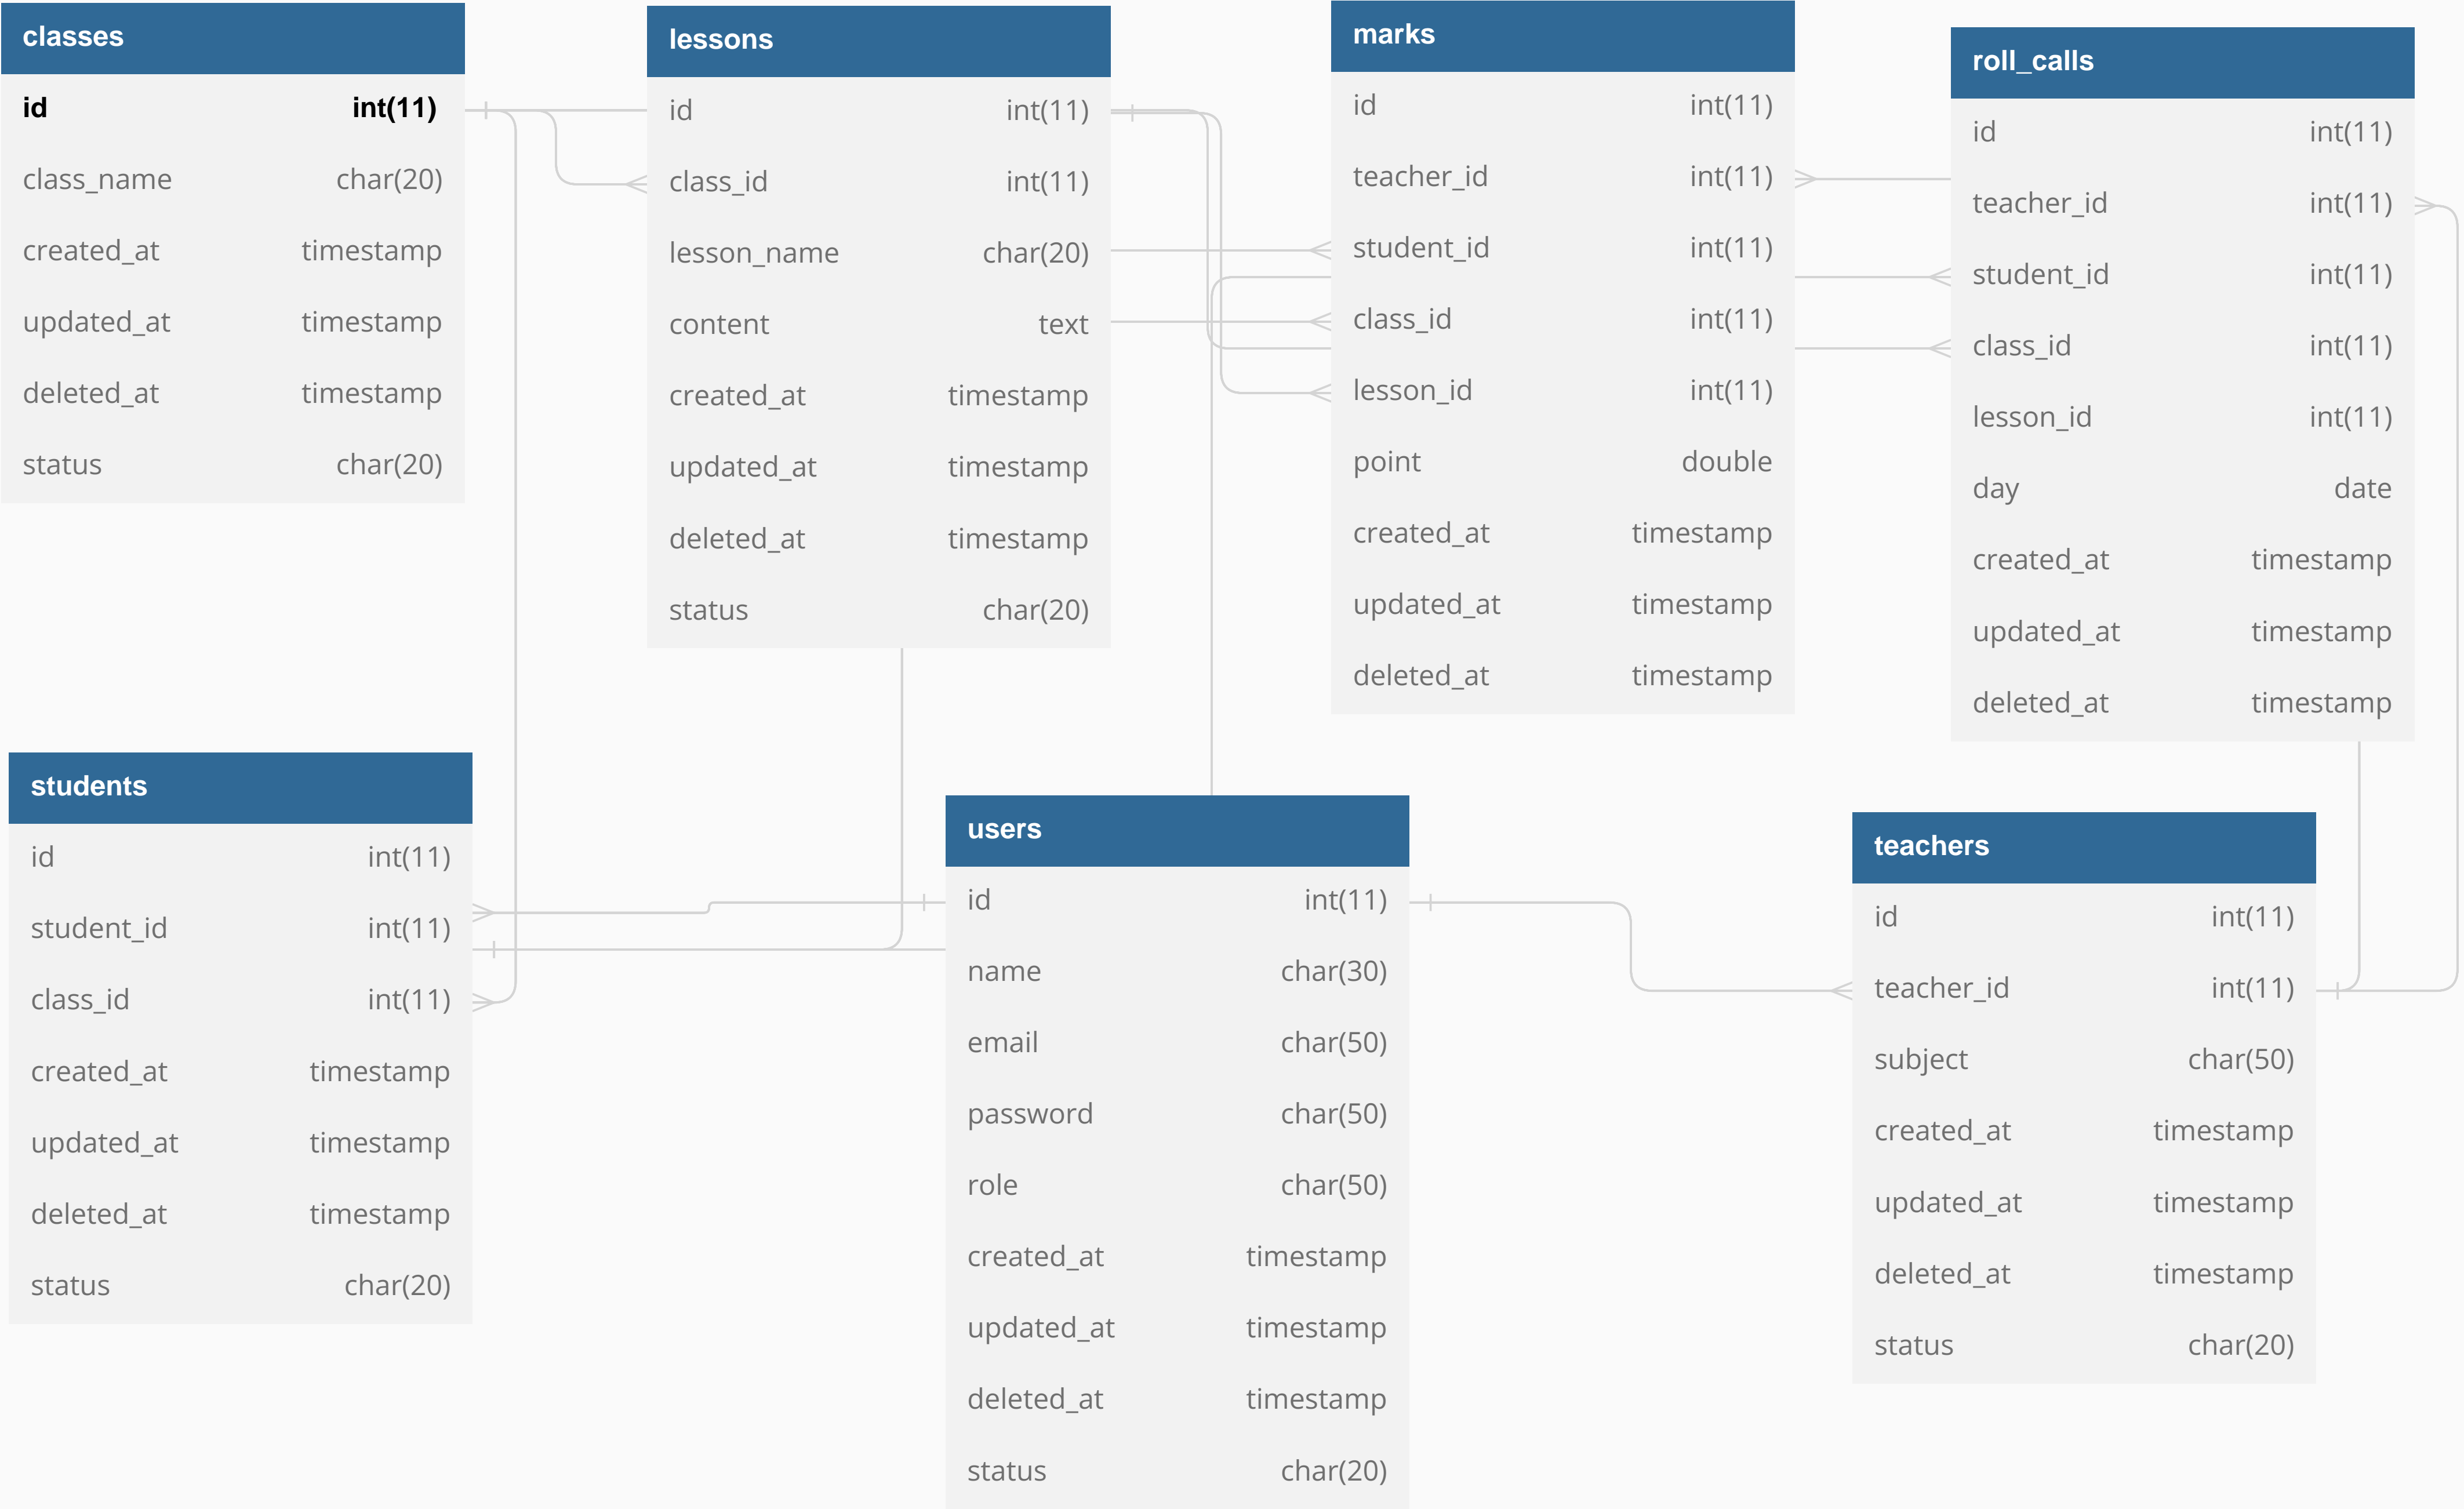 classes
id int(11)
class_name char(20)
created_at timestamp
updated_at timestamp
deleted_at timestamp
status char(20)
lessons
id int(11)
class_id int(11)
lesson_name char(20)
content text
created_at timestamp
updated_at timestamp
deleted_at timestamp
status char(20)
marks
id int(11)
teacher_id int(11)
student_id int(11)
class_id int(11)
lesson_id int(11)
point double
created_at timestamp
updated_at timestamp
deleted_at timestamp
roll_calls
id int(11)
teacher_id int(11)
student_id int(11)
class_id int(11)
lesson_id int(11)
day date
created_at timestamp
updated_at timestamp
deleted_at timestamp
students
id int(11)
student_id int(11)
class_id int(11)
created_at timestamp
updated_at timestamp
deleted_at timestamp
status char(20)
users
id int(11)
name char(30)
email char(50)
password char(50)
role char(50)
created_at timestamp
updated_at timestamp
deleted_at timestamp
status char(20)
teachers
id int(11)
teacher_id int(11)
subject char(50)
created_at timestamp
updated_at timestamp
deleted_at timestamp
status char(20)